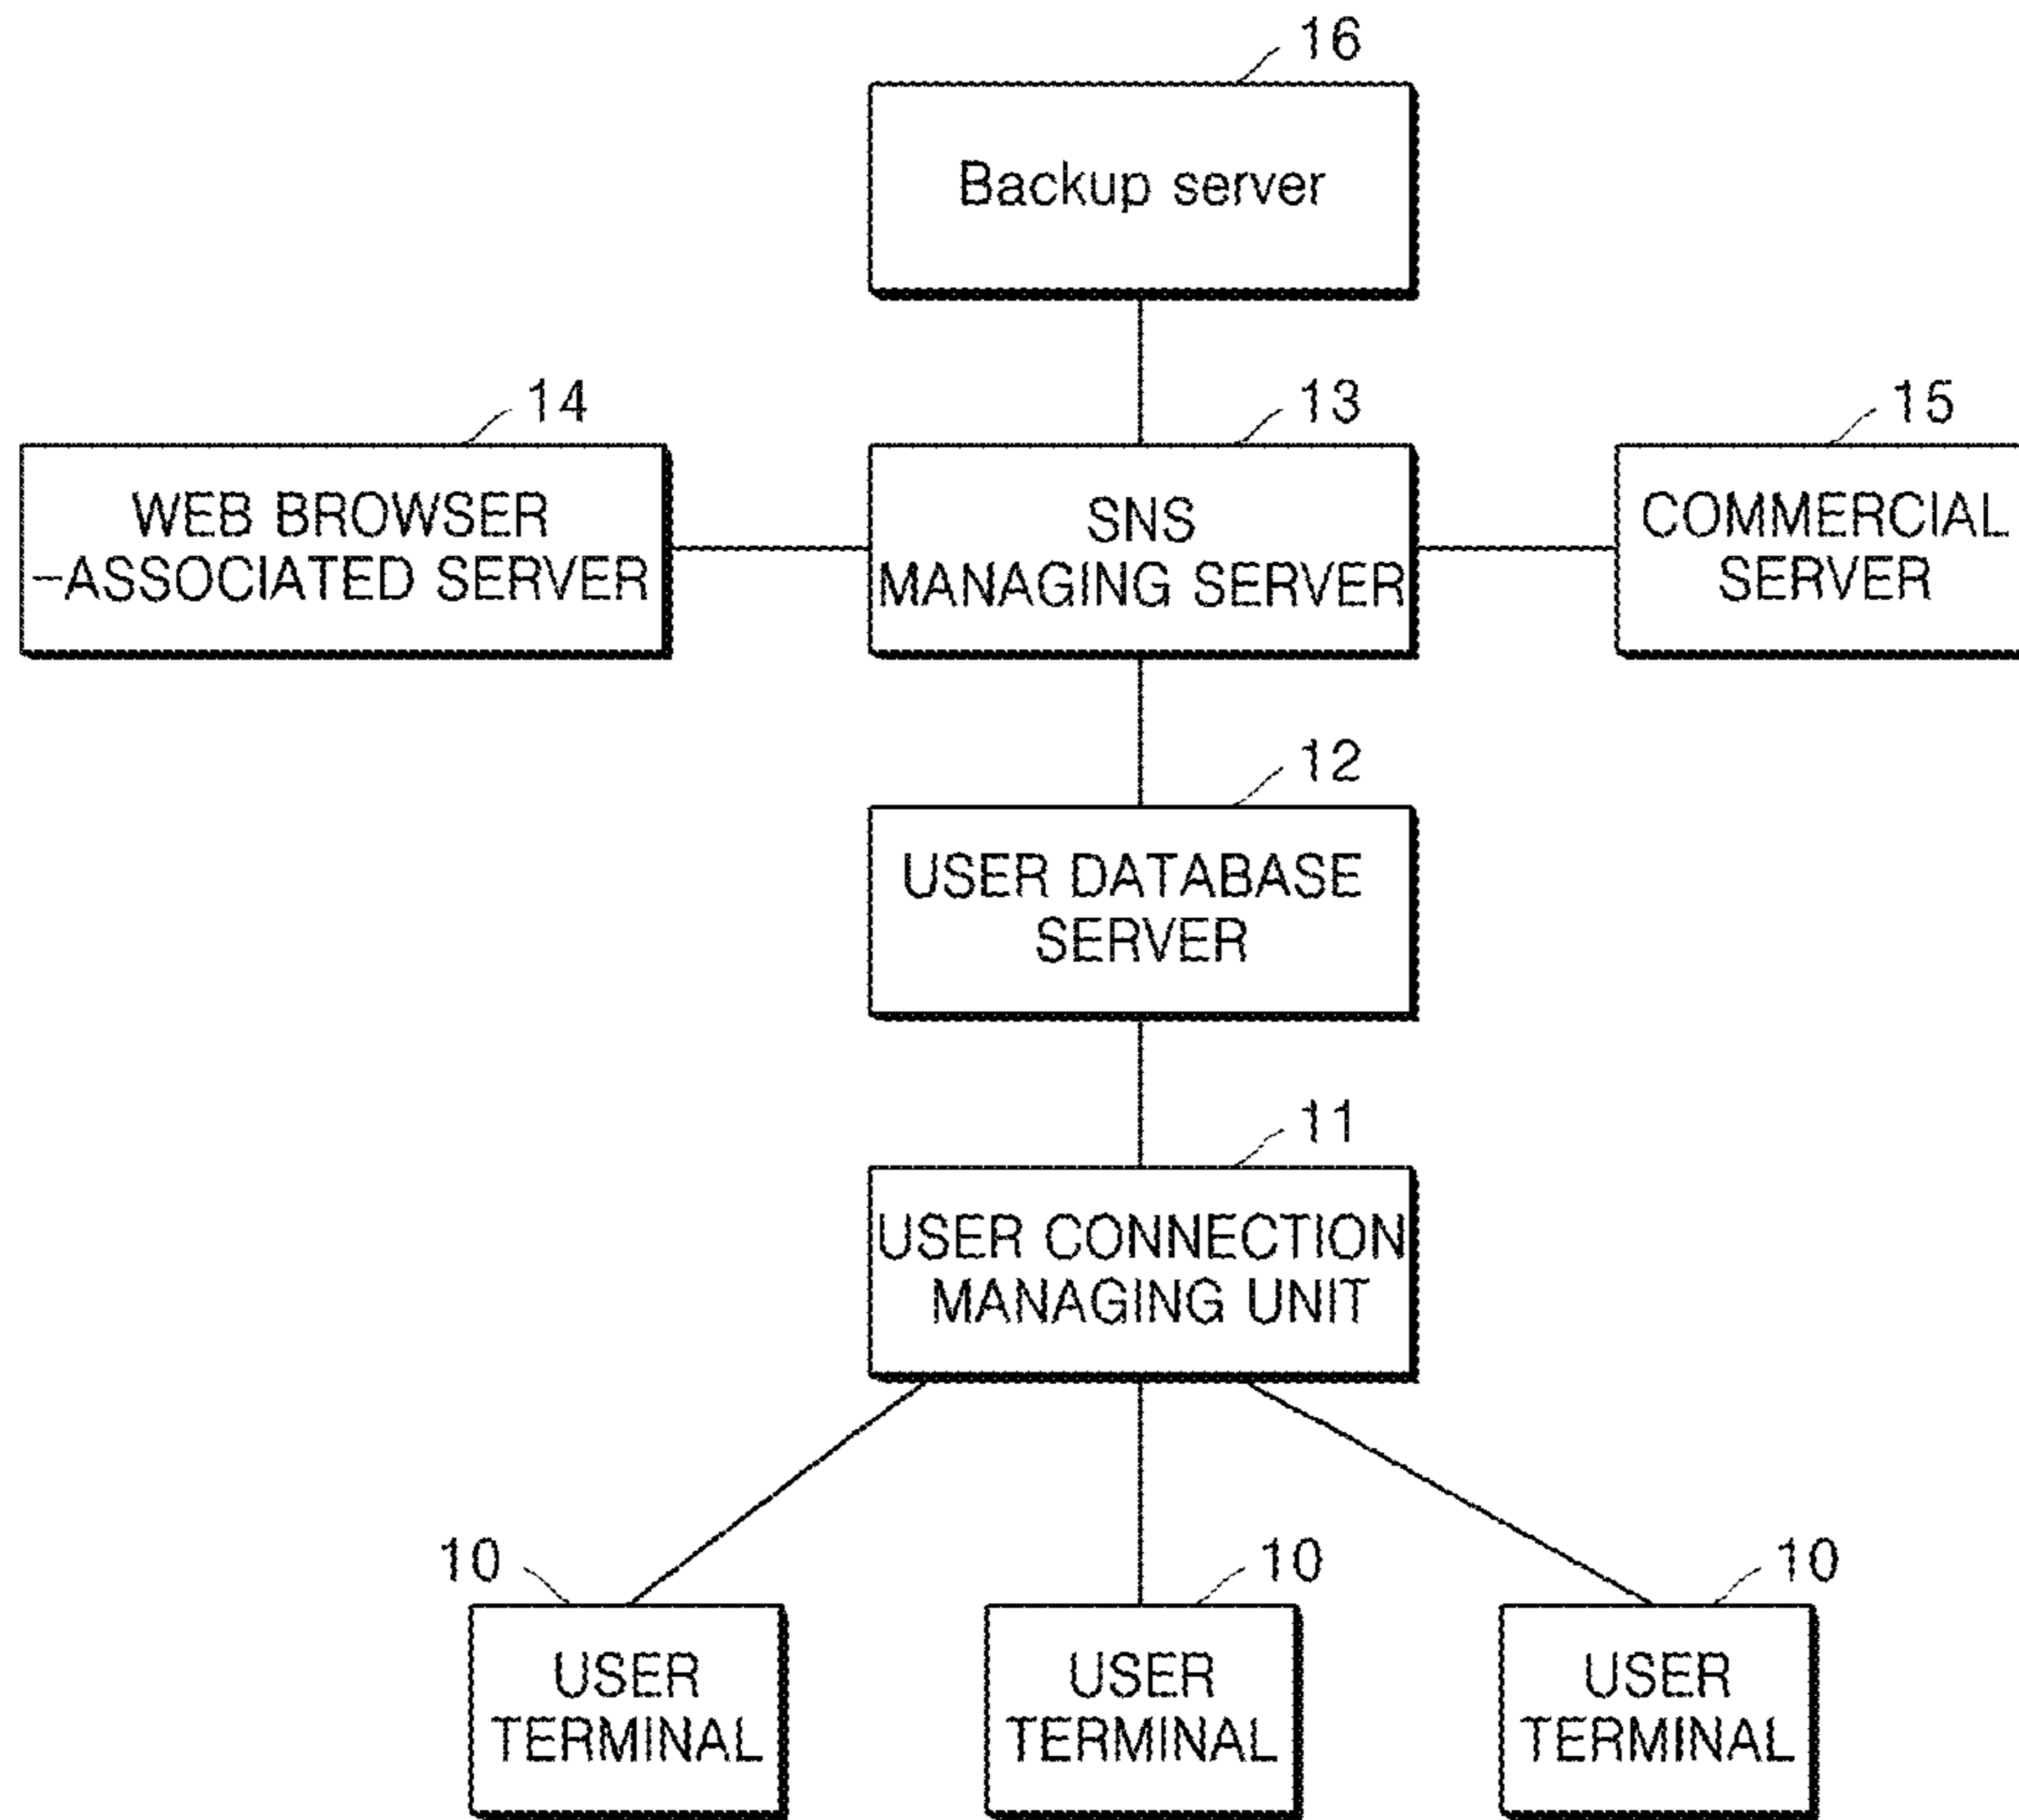 16
Backup server
14
13
15
WEB BROWSER
-ASSOCIATED SERVER
SNS
MANAGING SERVER
COMMERCIAL
SERVER
12
USER DATABASE
SERVER
11
USER CONNECTION
MANAGING UNIT
10
10
10
USER
TERMINAL
USER
TERMINAL
USER
TERMINAL